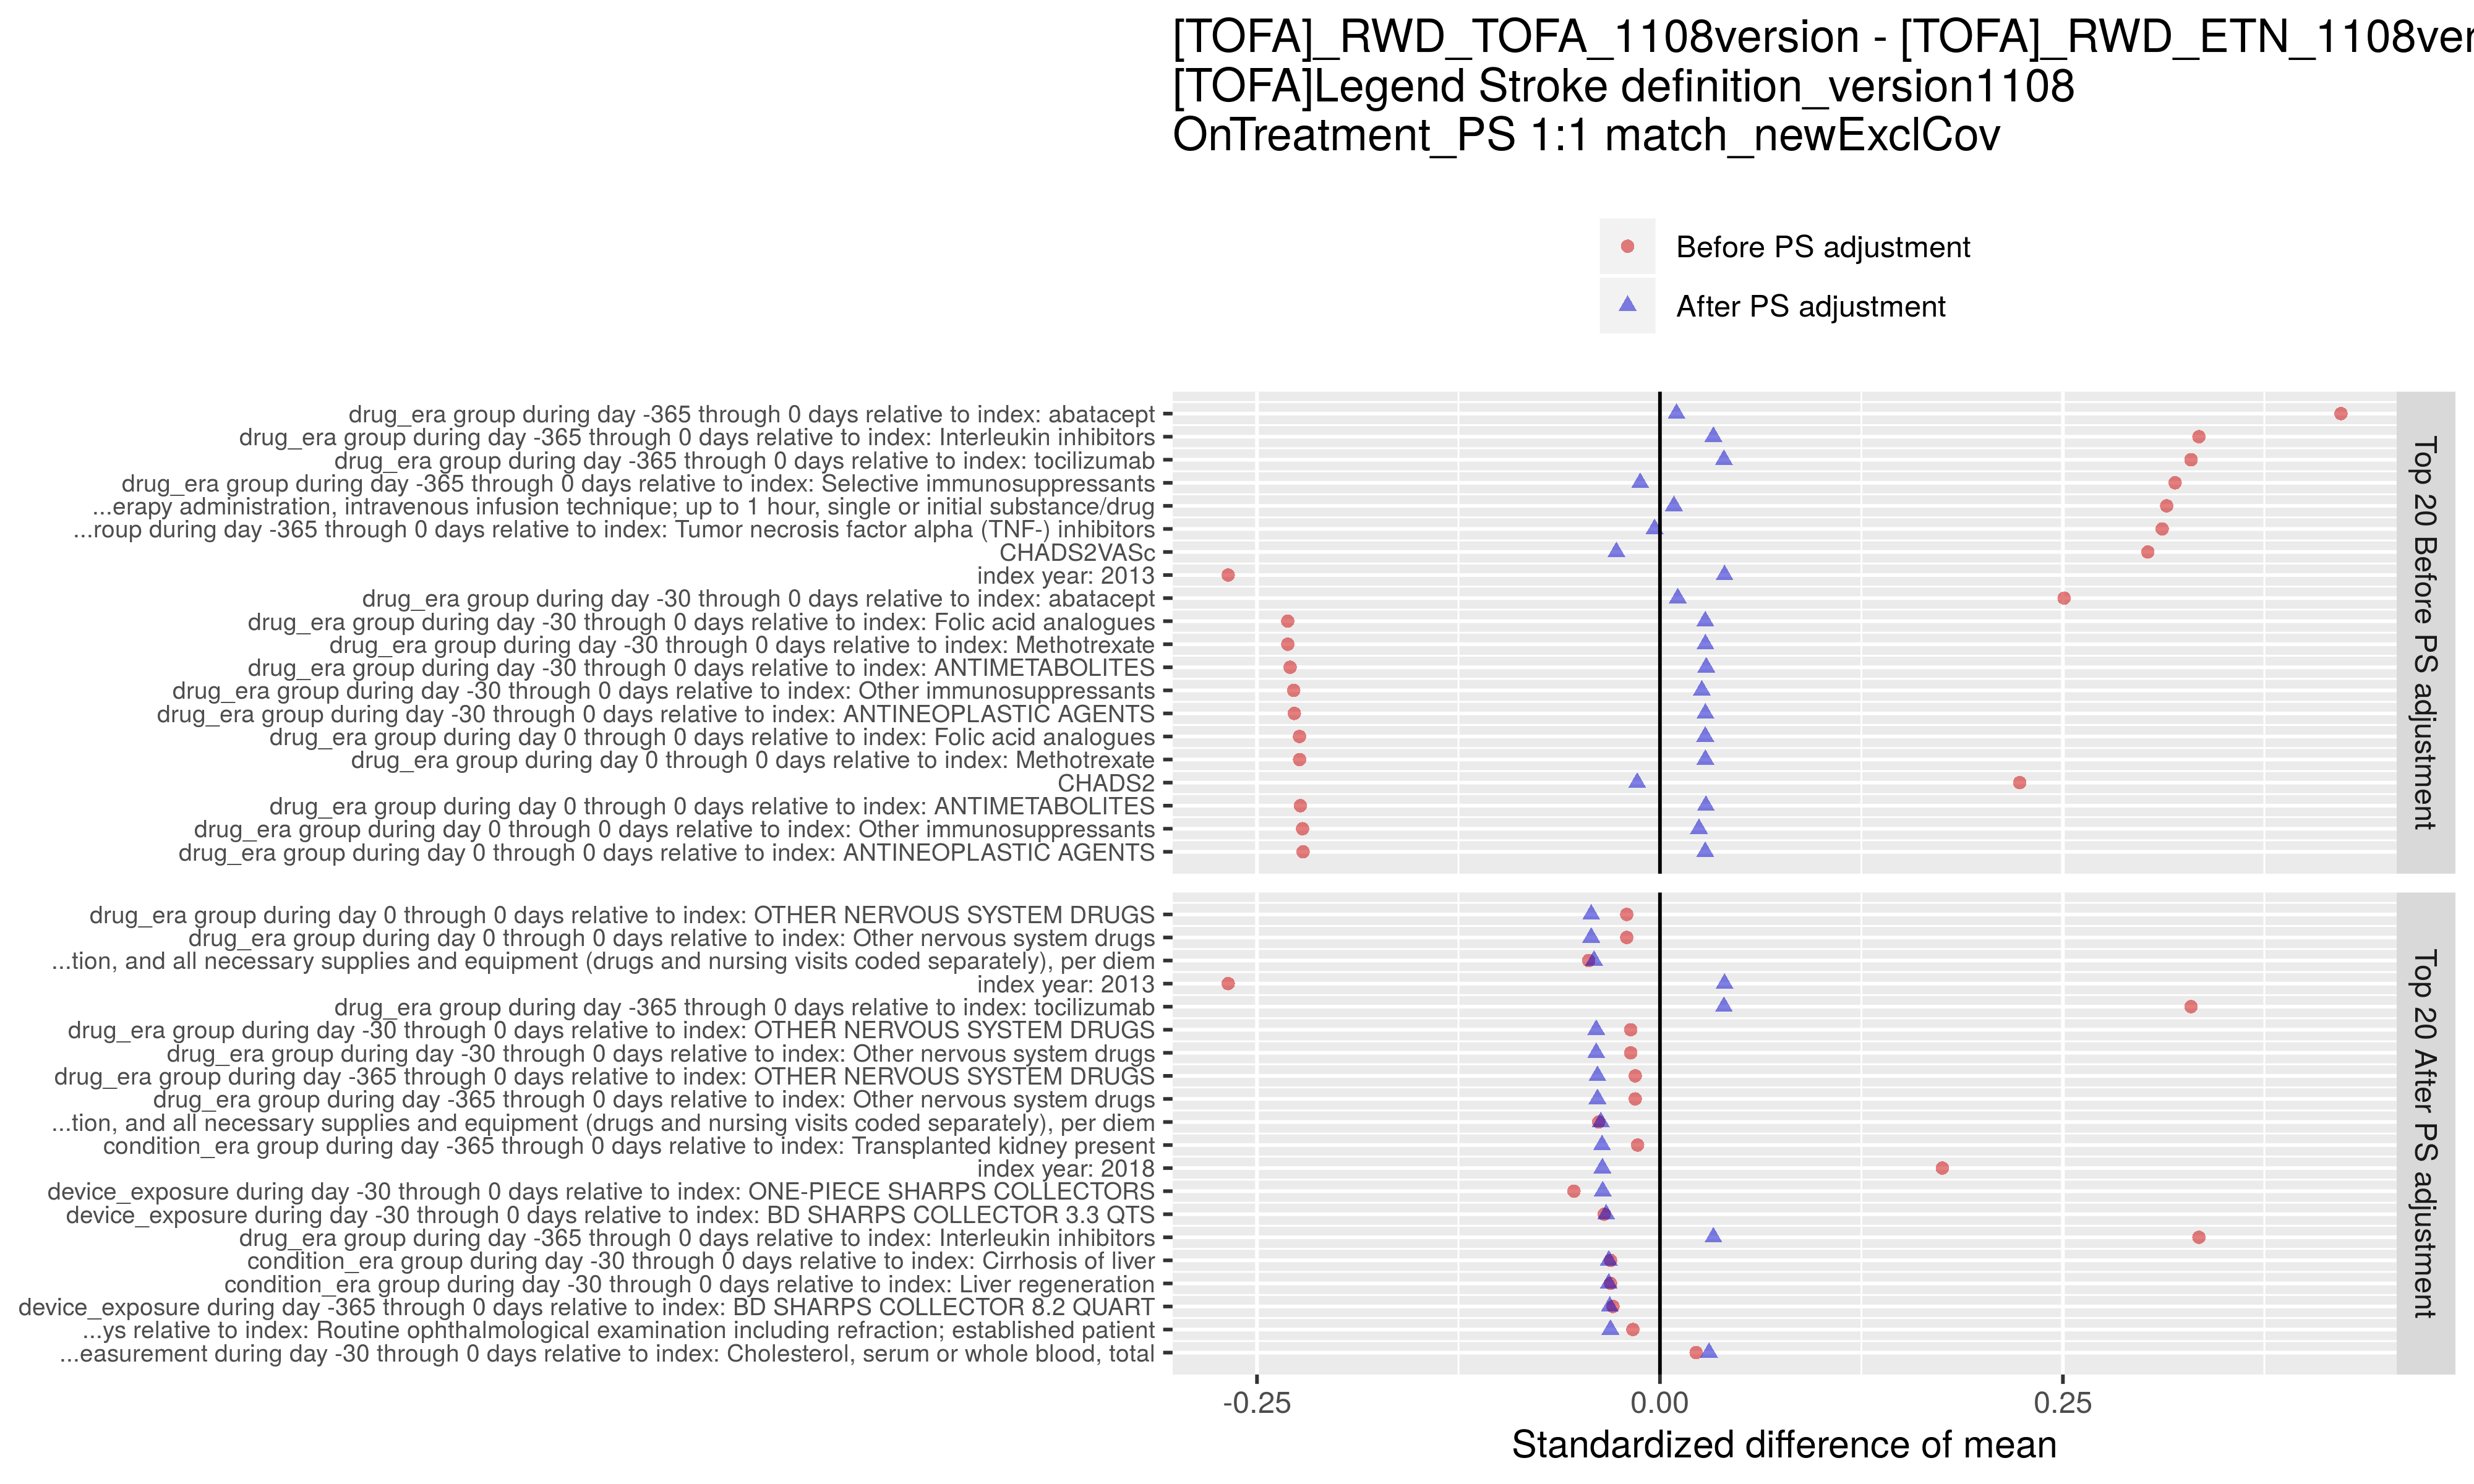 [TOFA]_RWD_TOFA_1108version - [TOFA]_RWD_ETN_1108ver
[TOFA]Legend Stroke definition_version1108
OnTreatment_PS 1:1 match_newExclCov
Before PS adjustment
After PS adjustment
drug_era group during day -365 through 0 days relative to index: abatacept
drug_era group during day -365 through 0 days relative to index: Interleukin inhibitors
drug_era group during day -365 through 0 days relative to index: tocilizumab
drug_era group during day -365 through 0 days relative to index: Selective immunosuppressants
...erapy administration, intravenous infusion technique; up to 1 hour, single or initial substance/drug
...roup during day -365 through 0 days relative to index: Tumor necrosis factor alpha (TNF-) inhibitors
CHADS2VASc
index year: 2013
drug_era group during day -30 through 0 days relative to index: abatacept
drug_era group during day -30 through 0 days relative to index: Folic acid analogues
drug_era group during day -30 through 0 days relative to index: Methotrexate
drug_era group during day -30 through 0 days relative to index: ANTIMETABOLITES
drug_era group during day -30 through 0 days relative to index: Other immunosuppressants
drug_era group during day -30 through 0 days relative to index: ANTINEOPLASTIC AGENTS
drug_era group during day 0 through 0 days relative to index: Folic acid analogues
drug_era group during day 0 through 0 days relative to index: Methotrexate
CHADS2
drug_era group during day 0 through 0 days relative to index: ANTIMETABOLITES
drug_era group during day 0 through 0 days relative to index: Other immunosuppressants
drug_era group during day 0 through 0 days relative to index: ANTINEOPLASTIC AGENTS
Top 20 Before PS adjustment
drug_era group during day 0 through 0 days relative to index: OTHER NERVOUS SYSTEM DRUGS
drug_era group during day 0 through 0 days relative to index: Other nervous system drugs
...tion, and all necessary supplies and equipment (drugs and nursing visits coded separately), per diem
index year: 2013
drug_era group during day -365 through 0 days relative to index: tocilizumab
drug_era group during day -30 through 0 days relative to index: OTHER NERVOUS SYSTEM DRUGS
drug_era group during day -30 through 0 days relative to index: Other nervous system drugs
drug_era group during day -365 through 0 days relative to index: OTHER NERVOUS SYSTEM DRUGS
drug_era group during day -365 through 0 days relative to index: Other nervous system drugs
...tion, and all necessary supplies and equipment (drugs and nursing visits coded separately), per diem
condition_era group during day -365 through 0 days relative to index: Transplanted kidney present
index year: 2018
device_exposure during day -30 through 0 days relative to index: ONE-PIECE SHARPS COLLECTORS
device_exposure during day -30 through 0 days relative to index: BD SHARPS COLLECTOR 3.3 QTS
drug_era group during day -365 through 0 days relative to index: Interleukin inhibitors
condition_era group during day -30 through 0 days relative to index: Cirrhosis of liver
condition_era group during day -30 through 0 days relative to index: Liver regeneration
device_exposure during day -365 through 0 days relative to index: BD SHARPS COLLECTOR 8.2 QUART
...ys relative to index: Routine ophthalmological examination including refraction; established patient
...easurement during day -30 through 0 days relative to index: Cholesterol, serum or whole blood, total
Top 20 After PS adjustment
-0.25
0.00
0.25
Standardized difference of mean